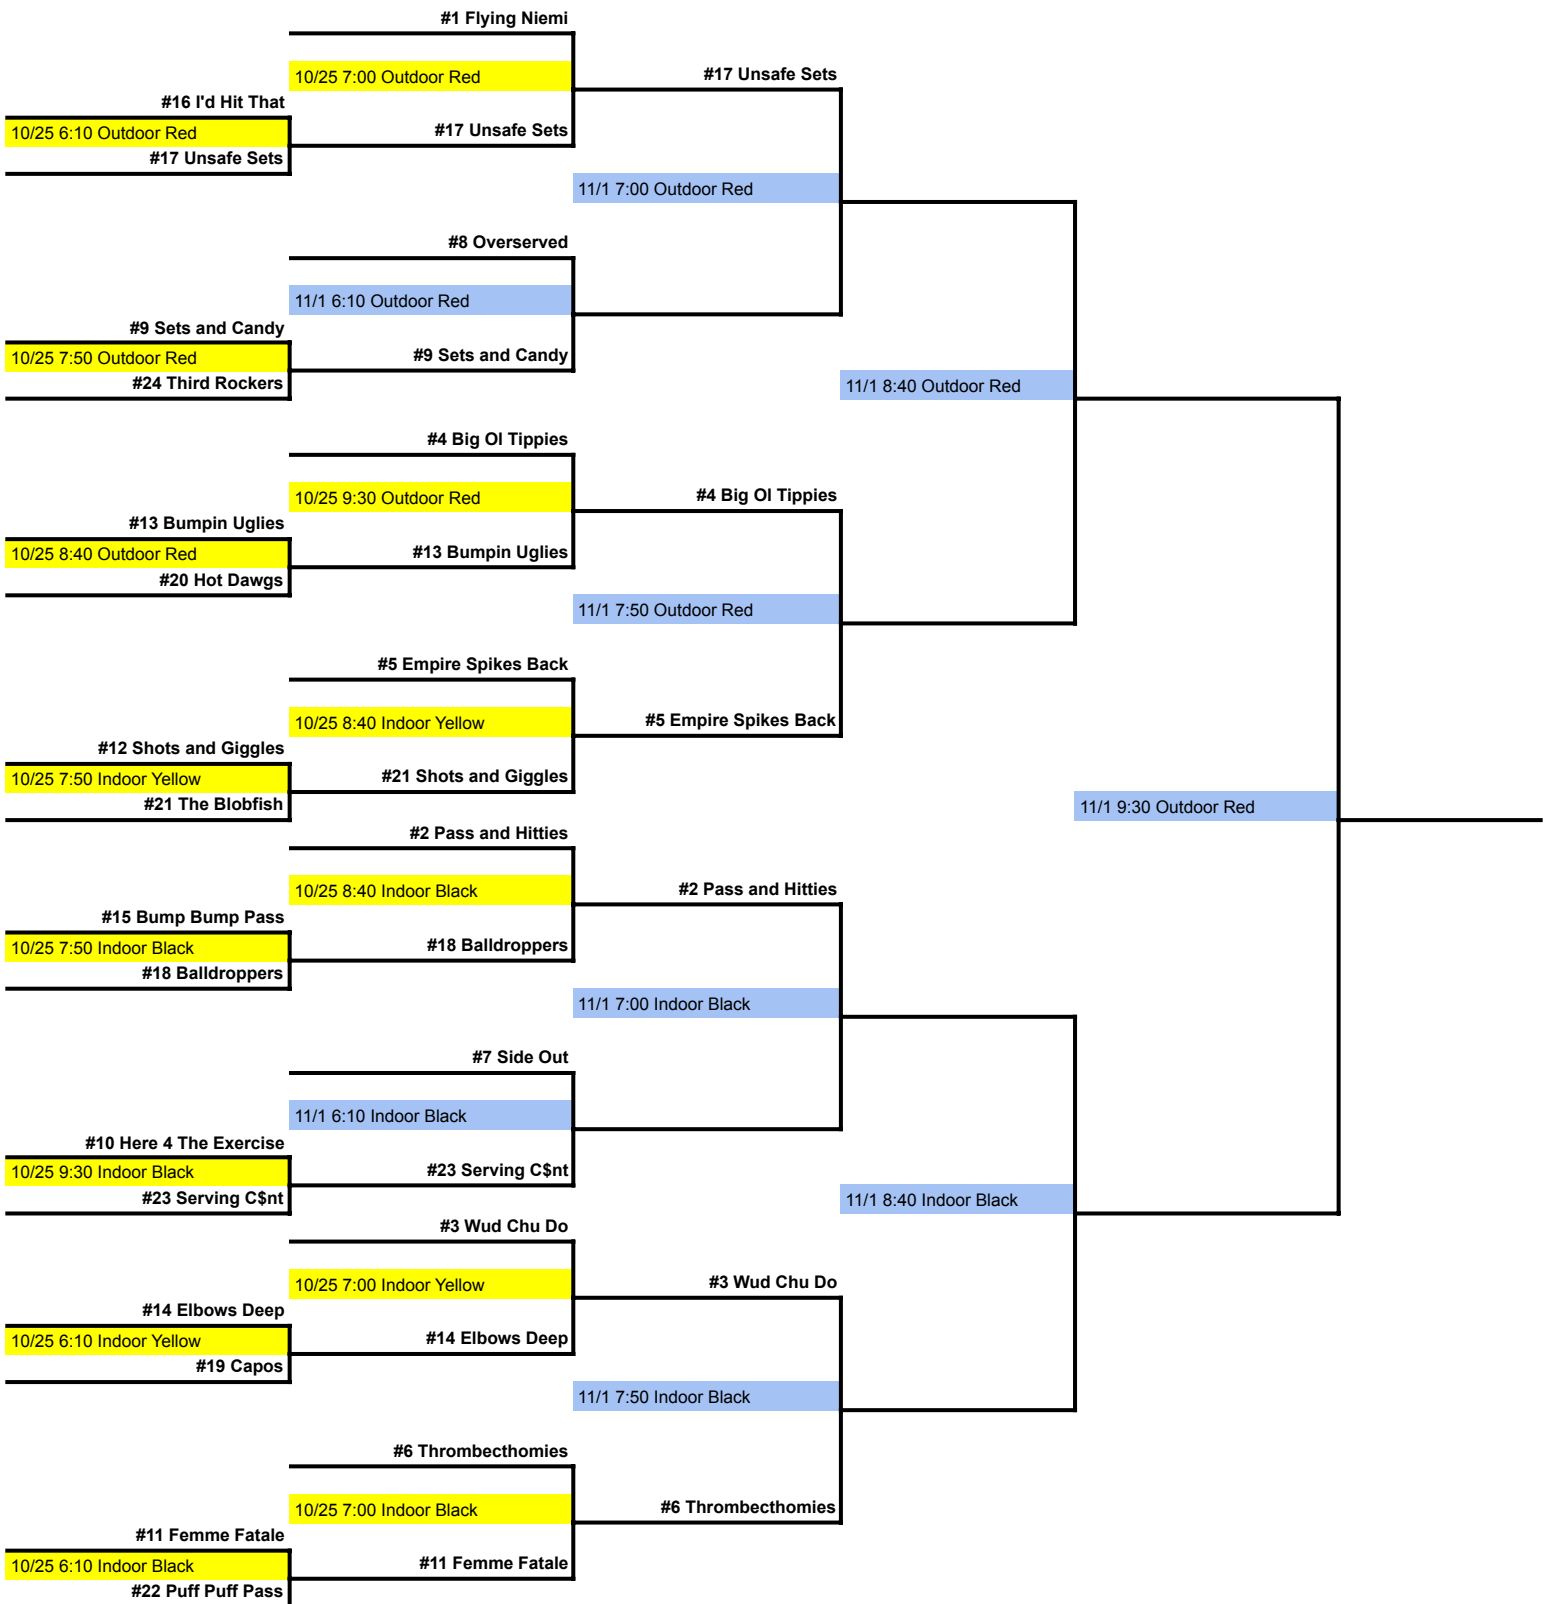 #1 Flying Niemi
10/25 7:00 Outdoor Red
#17 Unsafe Sets
#16 I'd Hit That
10/25 6:10 Outdoor Red
#17 Unsafe Sets
#17 Unsafe Sets
11/1 7:00 Outdoor Red
#8 Overserved
11/1 6:10 Outdoor Red
#9 Sets and Candy
10/25 7:50 Outdoor Red
#9 Sets and Candy
#24 Third Rockers
11/1 8:40 Outdoor Red
#4 Big Ol Tippies
10/25 9:30 Outdoor Red
#4 Big Ol Tippies
#13 Bumpin Uglies
10/25 8:40 Outdoor Red
#13 Bumpin Uglies
#20 Hot Dawgs
11/1 7:50 Outdoor Red
#5 Empire Spikes Back
10/25 8:40 Indoor Yellow
#5 Empire Spikes Back
#12 Shots and Giggles
10/25 7:50 Indoor Yellow
#21 Shots and Giggles
#21 The Blobfish
11/1 9:30 Outdoor Red
#2 Pass and Hitties
10/25 8:40 Indoor Black
#2 Pass and Hitties
#15 Bump Bump Pass
10/25 7:50 Indoor Black
#18 Balldroppers
#18 Balldroppers
11/1 7:00 Indoor Black
#7 Side Out
11/1 6:10 Indoor Black
#10 Here 4 The Exercise
10/25 9:30 Indoor Black
#23 Serving C$nt
#23 Serving C$nt
11/1 8:40 Indoor Black
#3 Wud Chu Do
10/25 7:00 Indoor Yellow
#3 Wud Chu Do
#14 Elbows Deep
10/25 6:10 Indoor Yellow
#14 Elbows Deep
#19 Capos
11/1 7:50 Indoor Black
#6 Thrombecthomies
10/25 7:00 Indoor Black
#6 Thrombecthomies
#11 Femme Fatale
10/25 6:10 Indoor Black
#11 Femme Fatale
#22 Puff Puff Pass